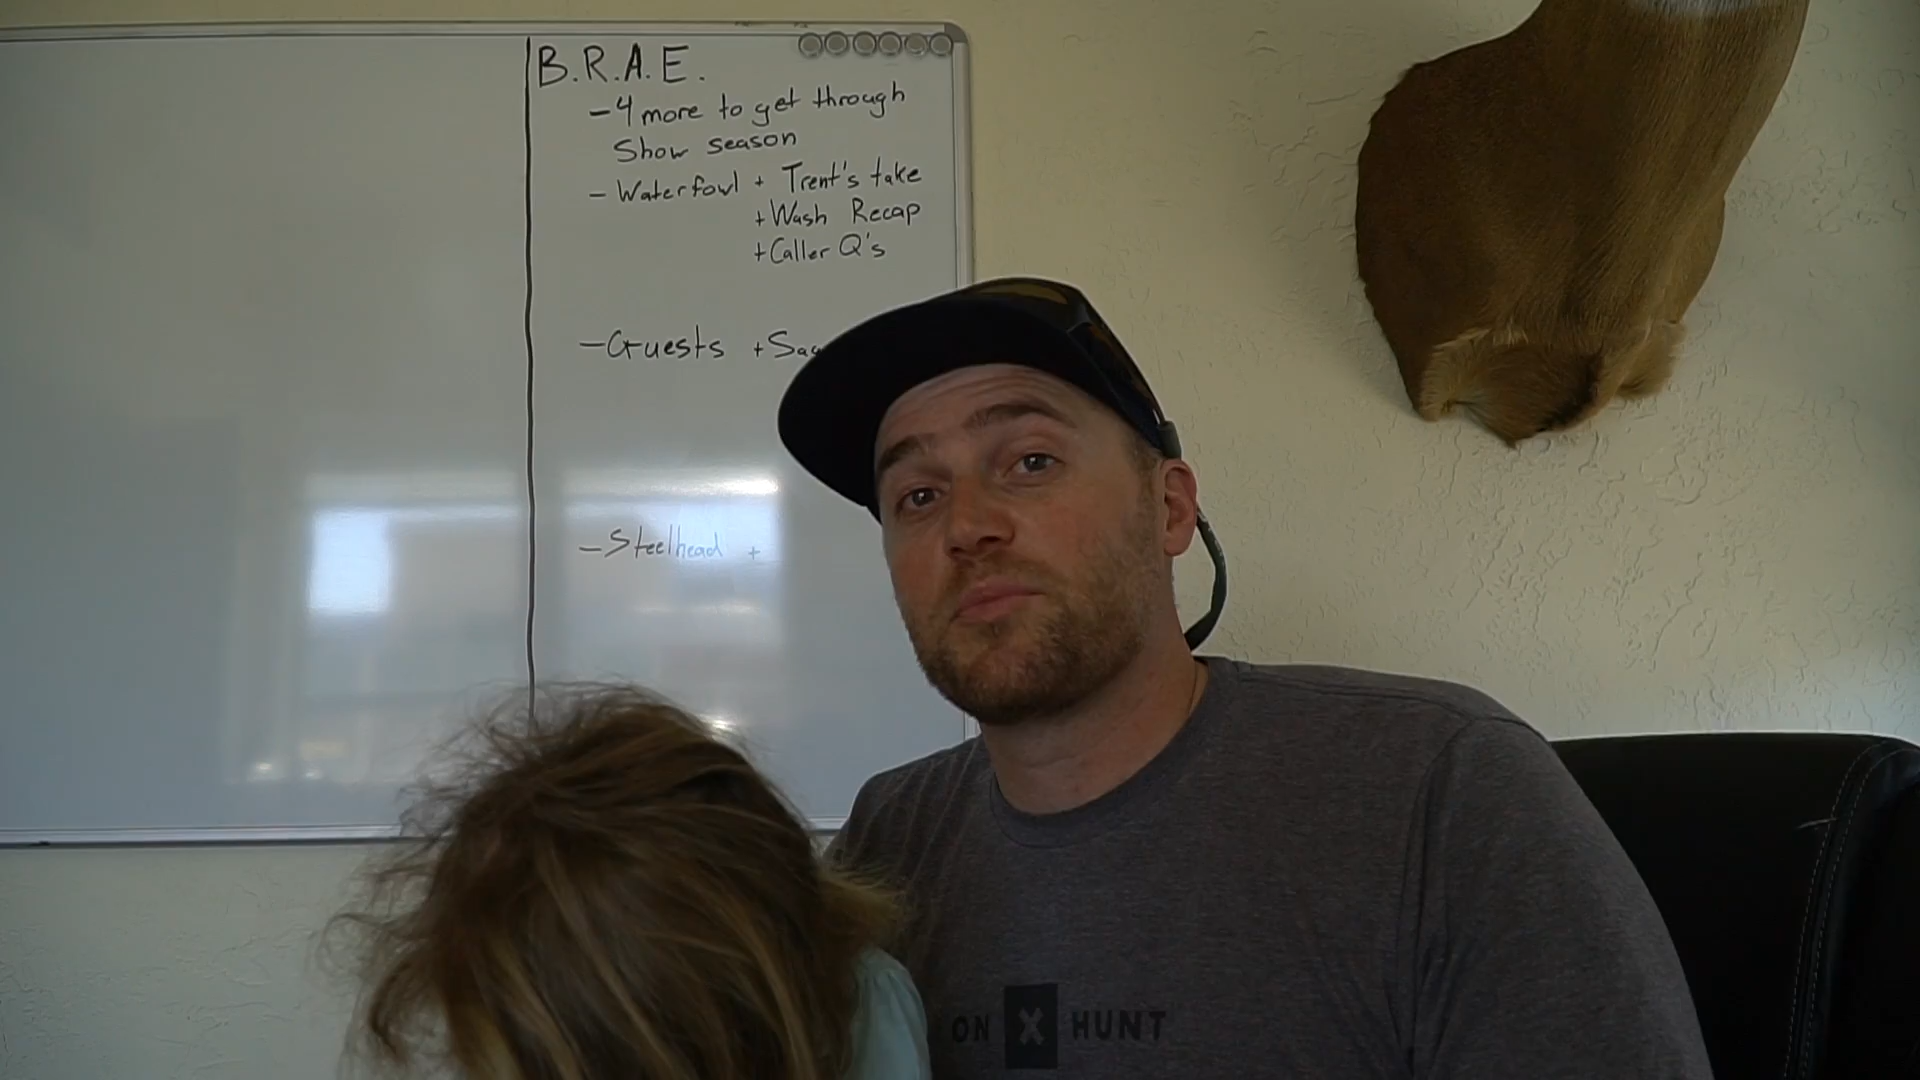 B.R.A.E.
- 4 more to get through
Show season
- Waterfowl + Trent's take
+ Wash Recap
+ Caller Q's
- Guests +
- Steelhead +
ON X HUNT